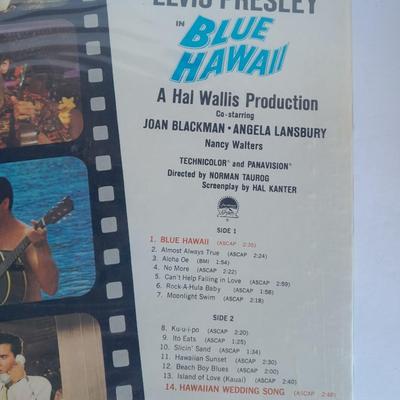 ELVIS PRESLEY
IN
BLUE
HAWAII
A Hal Wallis Production
Co-starring
JOAN BLACKMAN · ANGELA LANSBURY
Nancy Walters
TECHNICOLOR® and PANAVISION®
Directed by NORMAN TAUROG
Screenplay by HAL KANTER
SIDE 1
1. BLUE HAWAII (ASCAP 2:35)
2. Almost Always True (ASCAP 2:24)
3. Aloha Oe (BMI 1:54)
4. No More (ASCAP 2:22)
5. Can't Help Falling in Love (ASCAP 2:59)
6. Rock-A-Hula Baby (ASCAP 1:58)
7. Moonlight Swim (ASCAP 2:18)
SIDE 2
8. Ku-u-i-po (ASCAP 2:20)
9. Ito Eats (ASCAP 1:25)
10. Slicin' Sand (ASCAP 1:34)
11. Hawaiian Sunset (ASCAP 2:30)
12. Beach Boy Blues (ASCAP 2:00)
13. Island of Love (Kauai) (ASCAP 2:40)
14. HAWAIIAN WEDDING SONG (ASCAP 2:48)